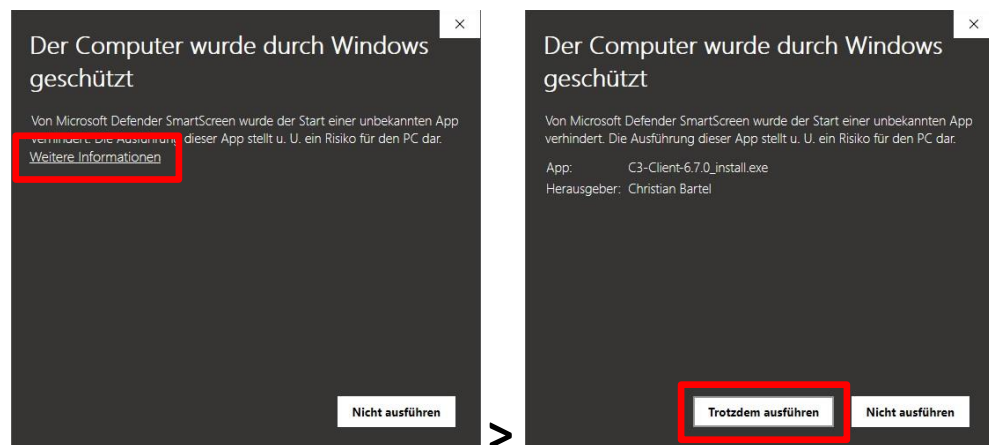 Der Computer wurde durch Windows
geschützt
Von Microsoft Defender SmartScreen wurde der Start einer unbekannten App
verhindert. Die Ausführung dieser App stellt u. U. ein Risiko für den PC dar.
Weitere Informationen
Nicht ausführen
>
Der Computer wurde durch Windows
geschützt
Von Microsoft Defender SmartScreen wurde der Start einer unbekannten App
verhindert. Die Ausführung dieser App stellt u. U. ein Risiko für den PC dar.
App: C3-Client-6.7.0_install.exe
Herausgeber: Christian Bartel
Trotzdem ausführen Nicht ausführen